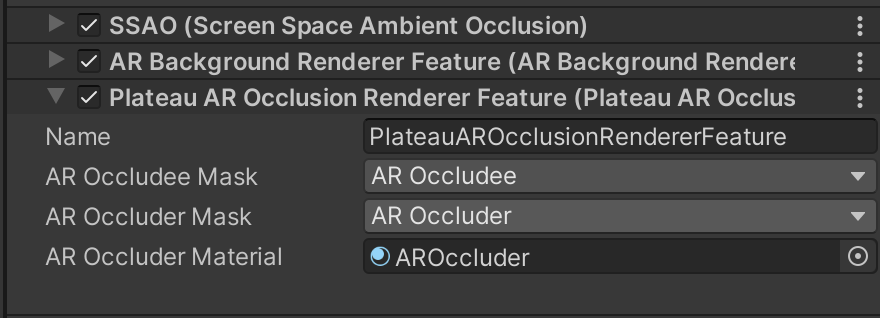 SSAO (Screen Space Ambient Occlusion)
AR Background Renderer Feature (AR Background Rendere
Plateau AR Occlusion Renderer Feature (Plateau AR Occlus
Name PlateauAROcclusionRendererFeature
AR Occludee Mask AR Occludee
AR Occluder Mask AR Occluder
AR Occluder Material AROccluder